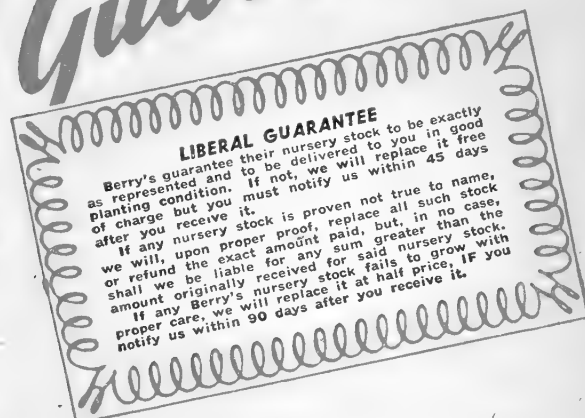 LIBERAL GUARANTEE
Berry's guarantee their nursery stock to be exactly
as represented and to be delivered to you in good
planting condition. If not, we will replace it free
of charge but you must notify us within 45 days
after you receive it.
If any nursery stock is proven not true to name,
we will, upon proper proof, replace all such stock
or refund the exact amount paid, but, in no case,
shall we be liable for any sum greater than the
amount originally received for said nursery stock.
If any Berry's nursery stock fails to grow with
proper care, we will replace it at half price, IF you
notify us within 90 days after you receive it.